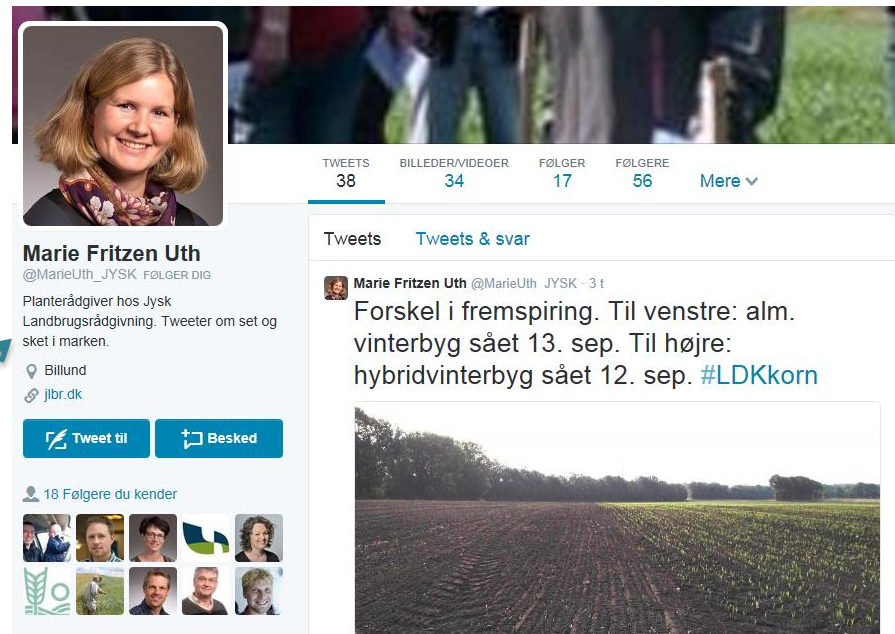 TWEETS
38
BILLEDER/VIDEOER
34
FØLGER
17
FØLGERE
56
Mere
Marie Fritzen Uth
@MarieUth_JYSK FØLGER DIG
Planterådgiver hos Jysk
Landbrugsrådgivning. Tweeter om set og
sket i marken.
Billund
jlbr.dk
Tweet til
Besked
18 Følgere du kender
Tweets
Tweets & svar
Marie Fritzen Uth @MarieUth_JYSK · 3 t
Forskel i fremspiring. Til venstre: alm.
vinterbyg sået 13. sep. Til højre:
hybridvinterbyg sået 12. sep. #LDKkorn